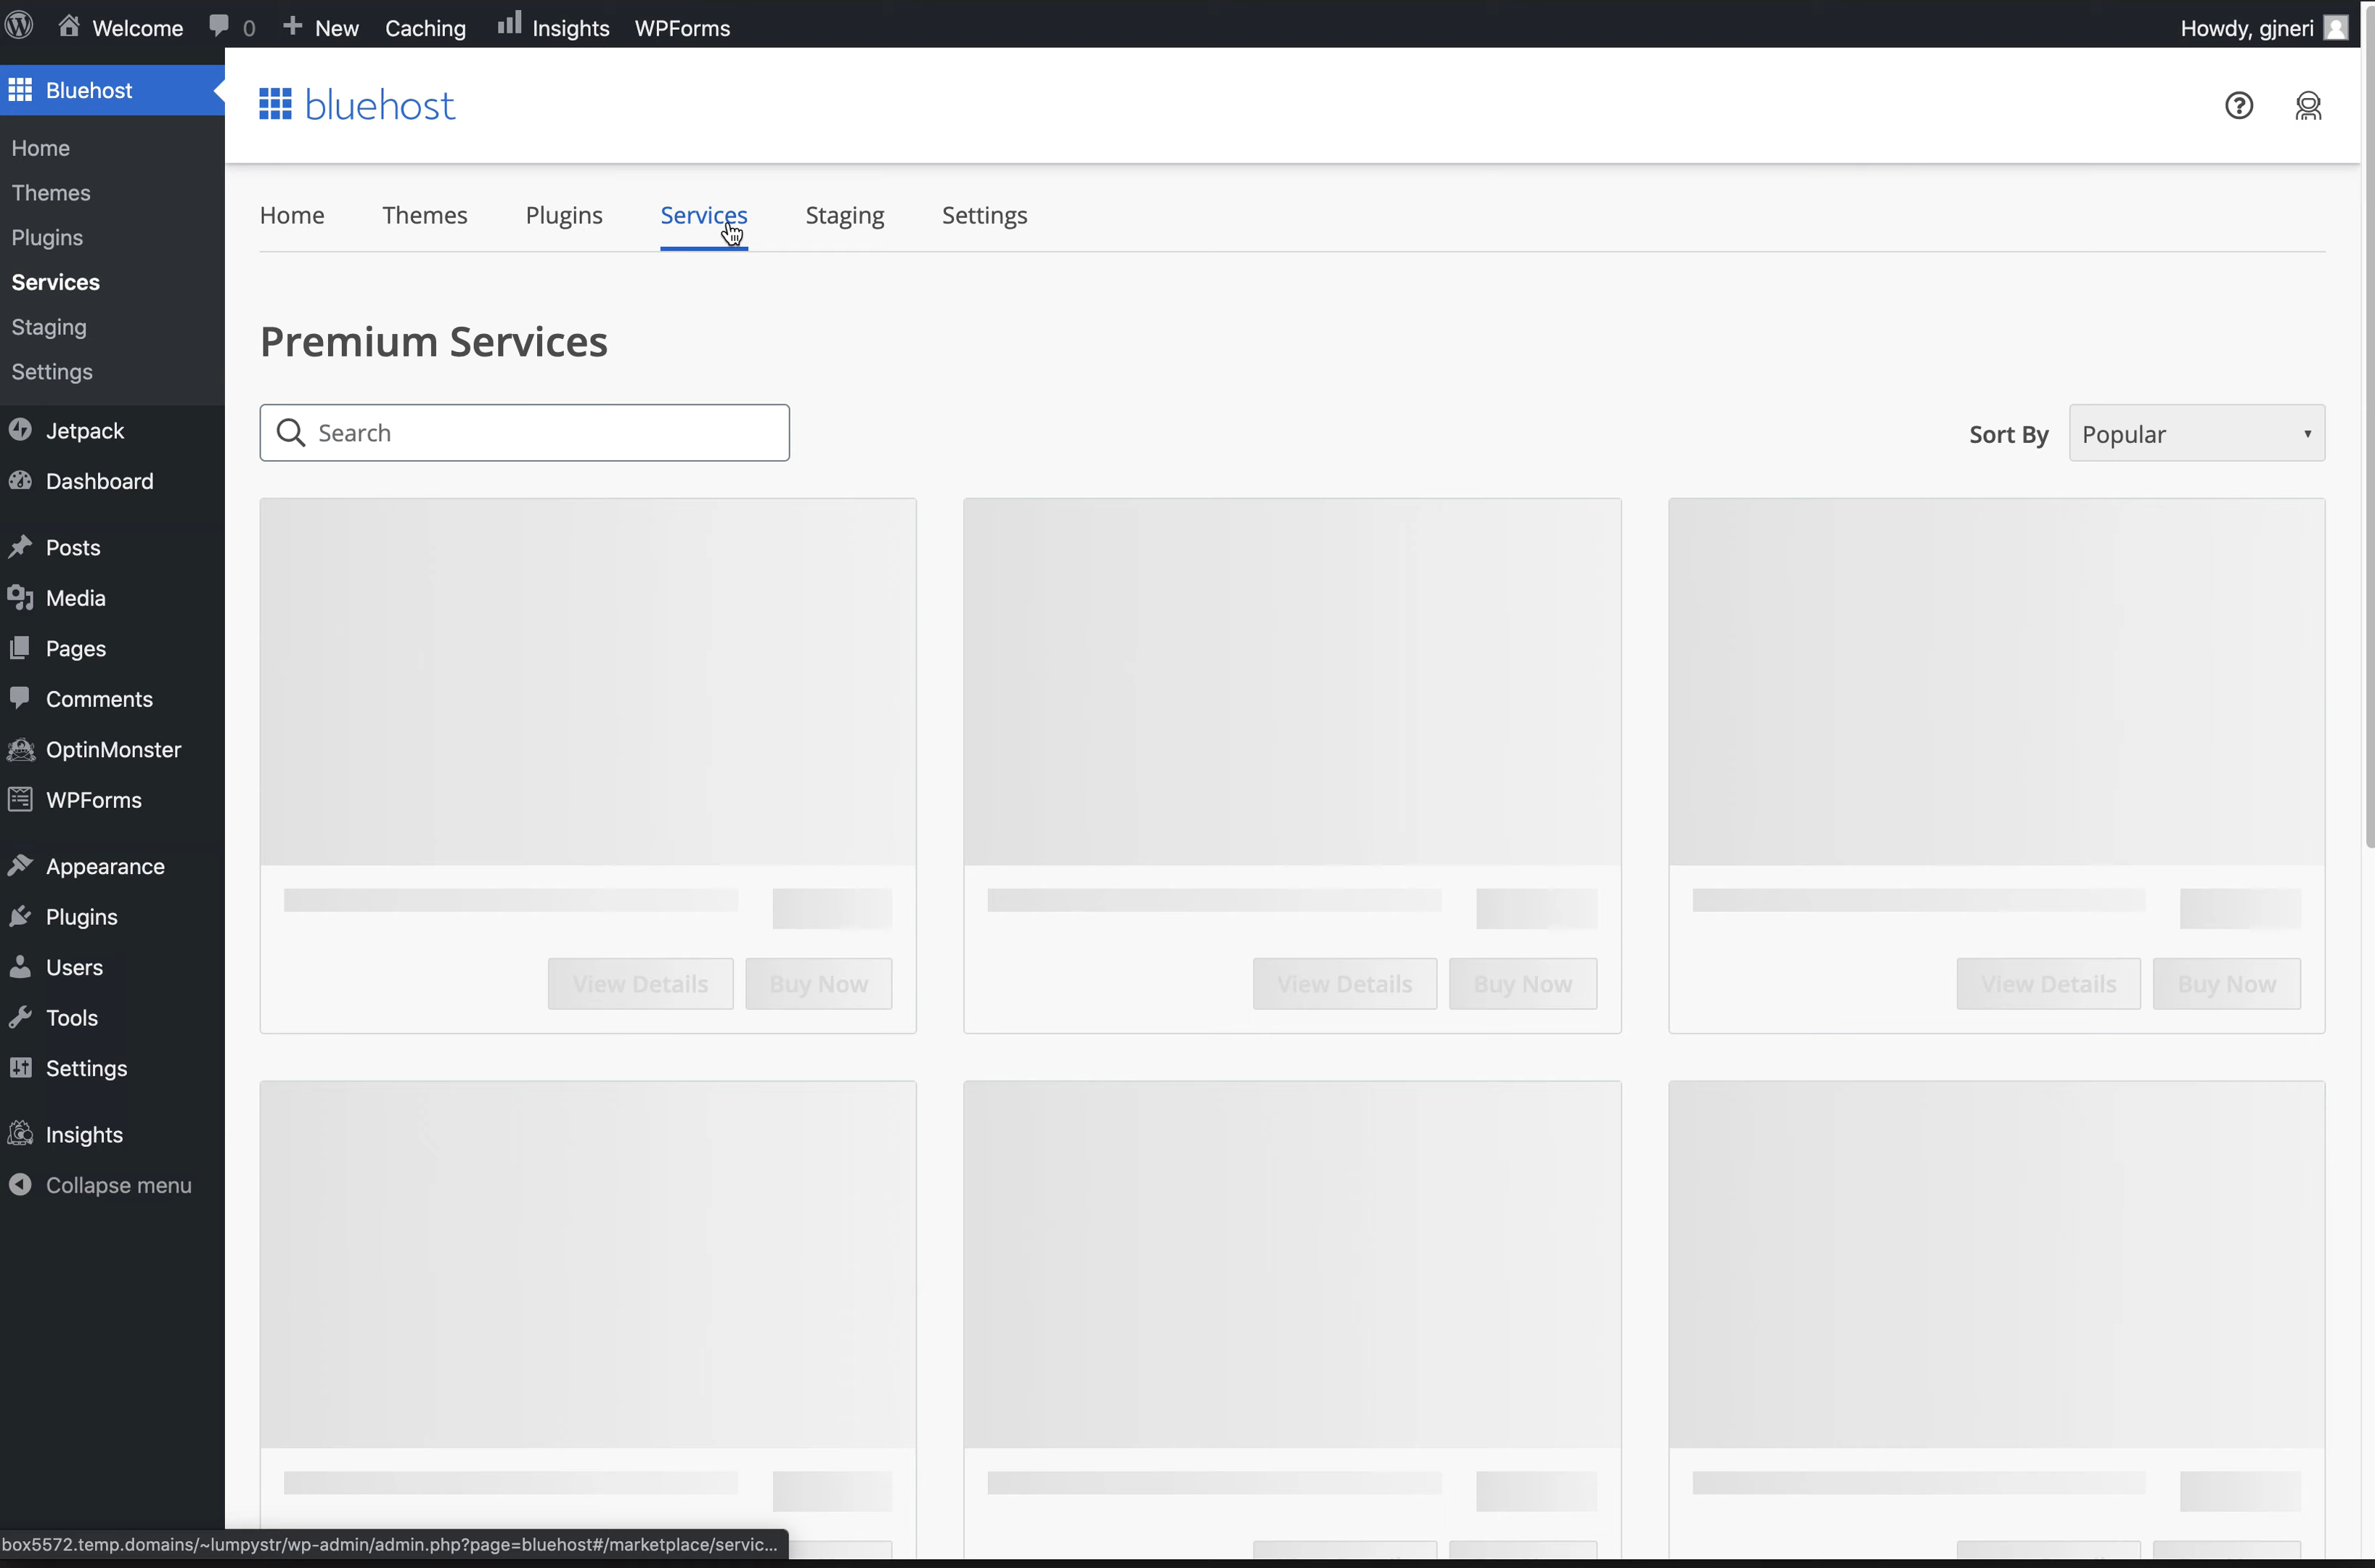 Welcome 0 New Caching Insights WPForms Howdy, gjneri
Bluehost
Home
Themes
Plugins
Services
Staging
Settings
Jetpack
Dashboard
Posts
Media
Pages
Comments
OptinMonster
WPForms
Appearance
Plugins
Users
Tools
Settings
Insights
Collapse menu
bluehost
Home Themes Plugins Services Staging Settings
Premium Services
Search Sort By Popular
View Details Buy Now View Details Buy Now View Details Buy Now
box5572.temp.domains/~lumpystr/wp-admin/admin.php?page=bluehost#/marketplace/servic...